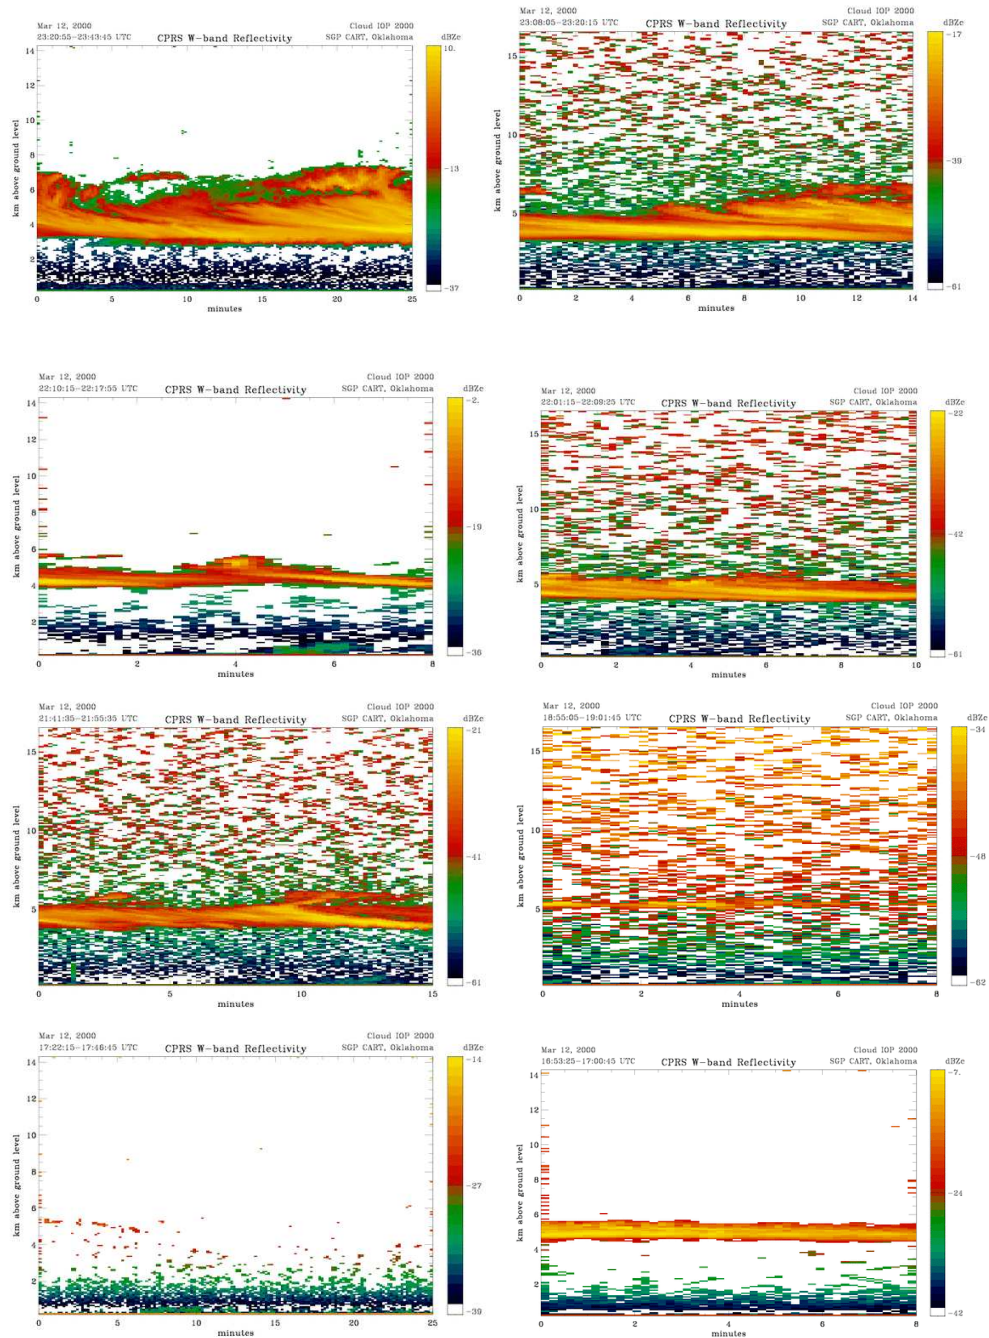 Mar 12, 2000 Cloud IOP 2000
23:20:55-23:43:45 UTC CPRS W-band Reflectivity SGP CART, Oklahoma dBZe
km above ground level
14
12
10
8
6
4
2
0 5 10 15 20 25
minutes
10.
-13
-37
Mar 12, 2000 Cloud IOP 2000
23:08:05-23:20:15 UTC CPRS W-band Reflectivity SGP CART, Oklahoma dBZe
km above ground level
15
10
5
0 2 4 6 8 10 12 14
minutes
-17
-39
-61
Mar 12, 2000 Cloud IOP 2000
22:10:15-22:17:55 UTC CPRS W-band Reflectivity SGP CART, Oklahoma dBZe
km above ground level
14
12
10
8
6
4
2
0 2 4 6 8
minutes
-2.
-19
-36
Mar 12, 2000 Cloud IOP 2000
22:01:15-22:09:25 UTC CPRS W-band Reflectivity SGP CART, Oklahoma dBZe
km above ground level
15
10
5
0 2 4 6 8 10
minutes
-22
-42
-61
Mar 12, 2000 Cloud IOP 2000
21:41:35-21:55:35 UTC CPRS W-band Reflectivity SGP CART, Oklahoma dBZe
km above ground level
15
10
5
0 5 10 15
minutes
-21
-41
-61
Mar 12, 2000 Cloud IOP 2000
18:55:05-19:01:45 UTC CPRS W-band Reflectivity SGP CART, Oklahoma dBZe
km above ground level
15
10
5
0 2 4 6 8
minutes
-34
-48
-62
Mar 12, 2000 Cloud IOP 2000
17:22:15-17:46:45 UTC CPRS W-band Reflectivity SGP CART, Oklahoma dBZe
km above ground level
14
12
10
8
6
4
2
0 5 10 15 20 25
minutes
-14
-27
-39
Mar 12, 2000 Cloud IOP 2000
16:53:25-17:00:45 UTC CPRS W-band Reflectivity SGP CART, Oklahoma dBZe
km above ground level
14
12
10
8
6
4
2
0 2 4 6 8
minutes
-7.
-24
-42